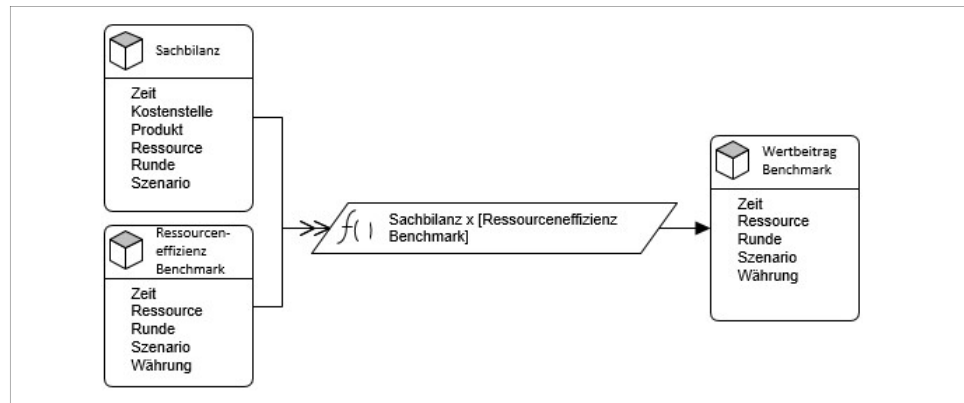 Sachbilanz
Zeit
Kostenstelle
Produkt
Ressource
Runde
Szenario
Ressourcen-
effizienz
Benchmark
Zeit
Ressource
Runde
Szenario
Währung
f( ) Sachbilanz x [Ressourceneffizienz
Benchmark]
Wertbeitrag
Benchmark
Zeit
Ressource
Runde
Szenario
Währung